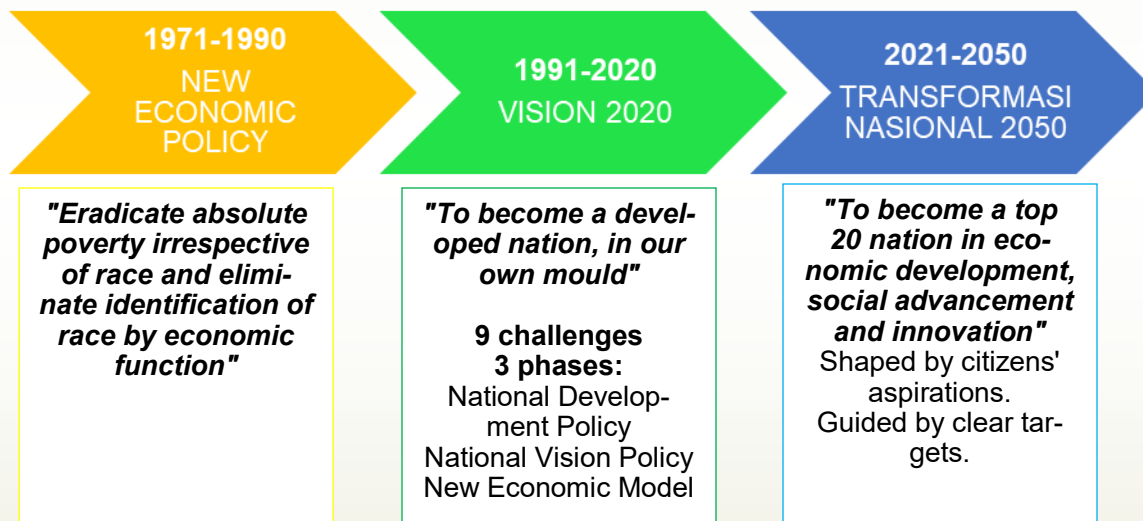 1971-1990
NEW
ECONOMIC
POLICY
"Eradicate absolute
poverty irrespective
of race and elimi-
nate identification of
race by economic
function"
1991-2020
VISION 2020
"To become a devel-
oped nation, in our
own mould"
9 challenges
3 phases:
National Develop-
ment Policy
National Vision Policy
New Economic Model
2021-2050
TRANSFORMASI
NASIONAL 2050
"To become a top
20 nation in eco-
nomic development,
social advancement
and innovation"
Shaped by citizens'
aspirations.
Guided by clear tar-
gets.